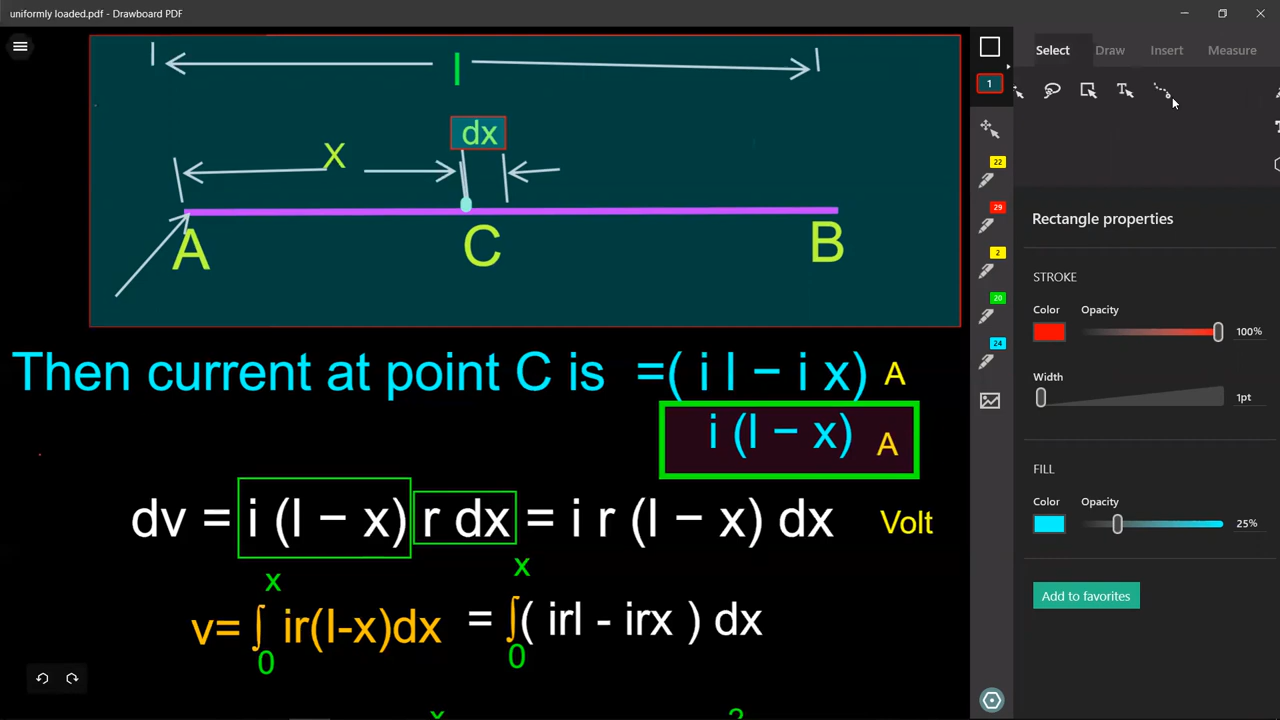 uniformly loaded.pdf - Drawboard PDF
Select Draw Insert Measure
l
dx
x
A
C
B
1
22
29
2
20
24
Rectangle properties
STROKE
Color Opacity
100%
Width
1pt
FILL
Color Opacity
25%
Add to favorites
Then current at point C is =( i l − i x) A
i (l − x) A
dv = i (l − x) r dx = i r (l − x) dx Volt
x x
v= ∫ ir(l-x)dx = ∫( irl - irx ) dx
0 0
x 2